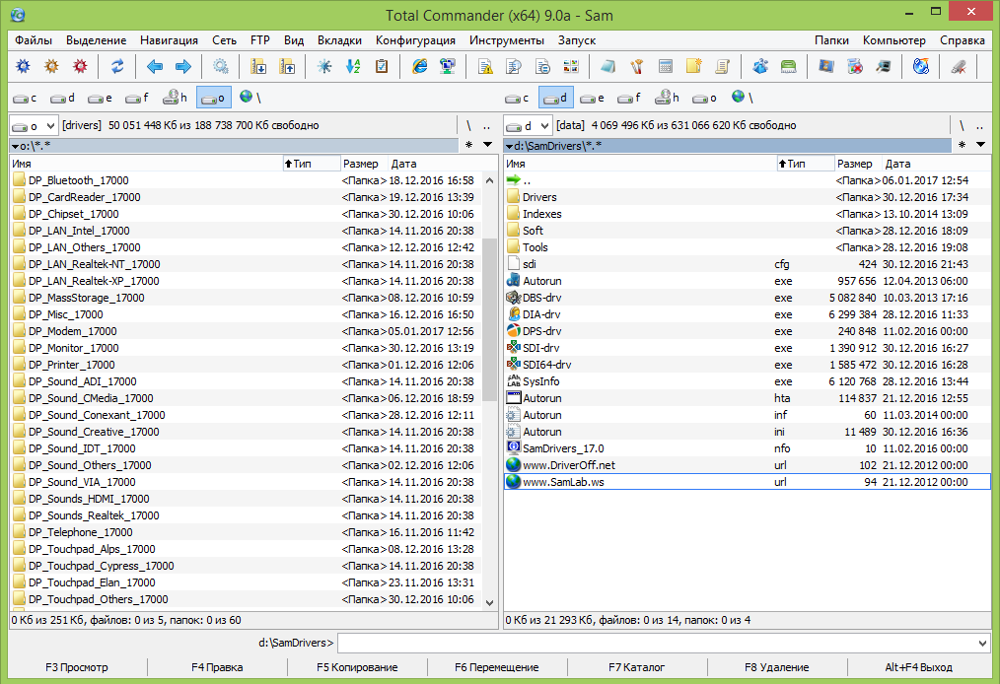 Total Commander (x64) 9.0a - Sam
Файлы Выделение Навигация Сеть FTP Вид Вкладки Конфигурация Инструменты Запуск Папки Компьютер Справка
c d e f h o \ c d e f h o \
o [drivers] 50 051 448 Кб из 188 738 700 Кб свободно \ .. d [data] 4 069 496 Кб из 631 066 620 Кб свободно \ ..
o:\*.* * d:\SamDrivers\*.* *
Имя Тип Размер Дата Имя Тип Размер Дата
DP_Bluetooth_17000 <Папка> 18.12.2016 16:58 .. <Папка> 06.01.2017 12:54
DP_CardReader_17000 <Папка> 19.12.2016 13:39 Drivers <Папка> 30.12.2016 17:34
DP_Chipset_17000 <Папка> 30.12.2016 10:06 Indexes <Папка> 13.10.2014 13:09
DP_LAN_Intel_17000 <Папка> 14.11.2016 20:38 Soft <Папка> 28.12.2016 18:09
DP_LAN_Others_17000 <Папка> 12.12.2016 12:42 Tools <Папка> 28.12.2016 19:08
DP_LAN_Realtek-NT_17000 <Папка> 14.11.2016 20:38 sdi cfg 424 30.12.2016 21:43
DP_LAN_Realtek-XP_17000 <Папка> 14.11.2016 20:38 Autorun exe 957 656 12.04.2013 06:00
DP_MassStorage_17000 <Папка> 08.12.2016 10:59 DBS-drv exe 5 082 840 10.03.2013 17:16
DP_Misc_17000 <Папка> 16.12.2016 16:50 DIA-drv exe 6 299 384 28.12.2016 11:33
DP_Modem_17000 <Папка> 05.01.2017 12:56 DPS-drv exe 240 848 11.02.2016 00:00
DP_Monitor_17000 <Папка> 30.12.2016 13:19 SDI-drv exe 1 390 912 30.12.2016 16:27
DP_Printer_17000 <Папка> 01.12.2016 12:06 SDI64-drv exe 1 585 472 30.12.2016 16:28
DP_Sound_ADI_17000 <Папка> 14.11.2016 20:38 SysInfo exe 6 120 768 28.12.2016 13:44
DP_Sound_CMedia_17000 <Папка> 06.12.2016 18:59 Autorun hta 114 837 21.12.2016 12:55
DP_Sound_Conexant_17000 <Папка> 28.12.2016 12:11 Autorun inf 60 11.03.2014 00:00
DP_Sound_Creative_17000 <Папка> 14.11.2016 20:38 Autorun ini 11 489 30.12.2016 16:36
DP_Sound_IDT_17000 <Папка> 14.11.2016 20:38 SamDrivers_17.0 nfo 10 11.02.2016 00:00
DP_Sound_Others_17000 <Папка> 02.12.2016 12:06 www.DriverOff.net url 102 21.12.2012 00:00
DP_Sound_VIA_17000 <Папка> 14.11.2016 20:38 www.SamLab.ws url 94 21.12.2012 00:00
DP_Sounds_HDMI_17000 <Папка> 14.11.2016 20:38
DP_Sounds_Realtek_17000 <Папка> 14.11.2016 20:38
DP_Telephone_17000 <Папка> 16.11.2016 11:42
DP_Touchpad_Alps_17000 <Папка> 08.12.2016 13:28
DP_Touchpad_Cypress_17000 <Папка> 14.11.2016 20:38
DP_Touchpad_Elan_17000 <Папка> 23.11.2016 13:31
DP_Touchpad_Others_17000 <Папка> 30.12.2016 10:06
0 Кб из 251 Кб, файлов: 0 из 5, папок: 0 из 60 0 Кб из 21 293 Кб, файлов: 0 из 14, папок: 0 из 4
d:\SamDrivers>
F3 Просмотр F4 Правка F5 Копирование F6 Перемещение F7 Каталог F8 Удаление Alt+F4 Выход